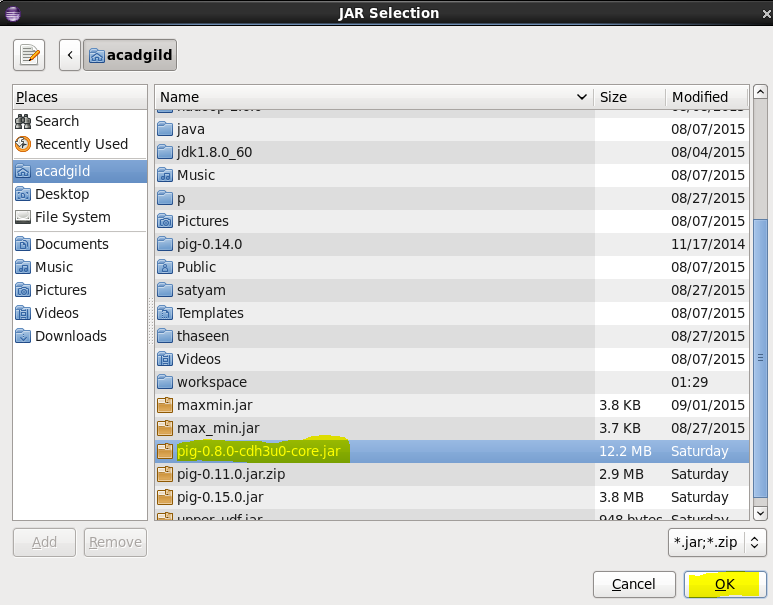 JAR Selection
acadgild
Places
Name Size Modified
Search
Recently Used
acadgild
Desktop
File System
Documents
Music
Pictures
Videos
Downloads
java 08/07/2015
jdk1.8.0_60 08/04/2015
Music 08/07/2015
p 08/27/2015
Pictures 08/07/2015
pig-0.14.0 11/17/2014
Public 08/07/2015
satyam 08/27/2015
Templates 08/07/2015
thaseen 08/27/2015
Videos 08/07/2015
workspace 01:29
maxmin.jar 3.8 KB 09/01/2015
max_min.jar 3.7 KB 08/27/2015
pig-0.8.0-cdh3u0-core.jar 12.2 MB Saturday
pig-0.11.0.jar.zip 2.9 MB Saturday
pig-0.15.0.jar 3.8 MB Saturday
upper_udf.jar 948 bytes Saturday
Add Remove
*.jar;*.zip
Cancel OK